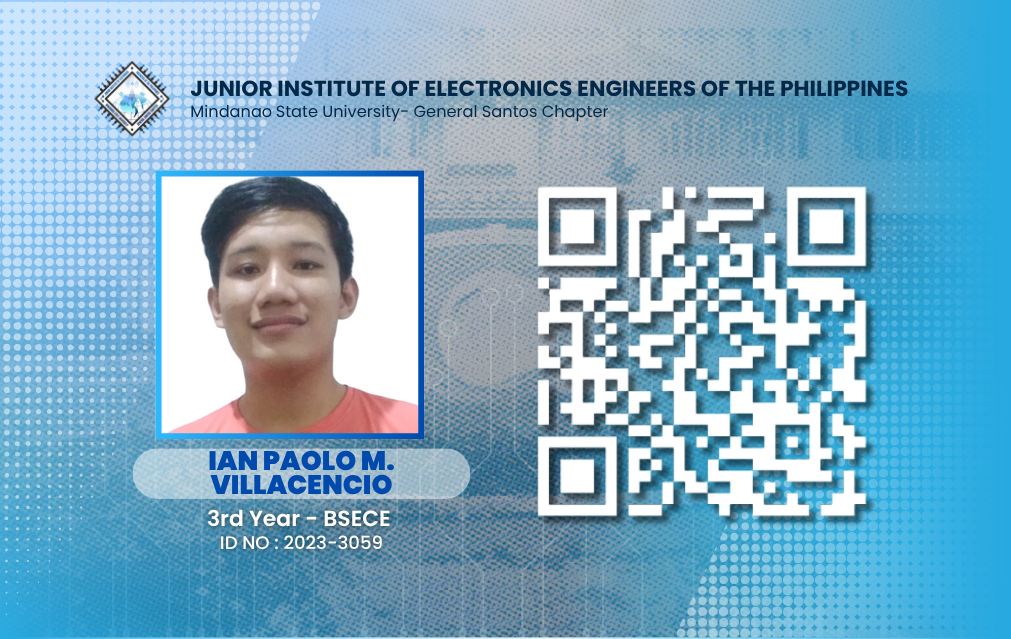 JUNIOR INSTITUTE OF ELECTRONICS ENGINEERS OF THE PHILIPPINES
Mindanao State University- General Santos Chapter
IAN PAOLO M.
VILLACENCIO
3rd Year - BSECE
ID NO : 2023-3059